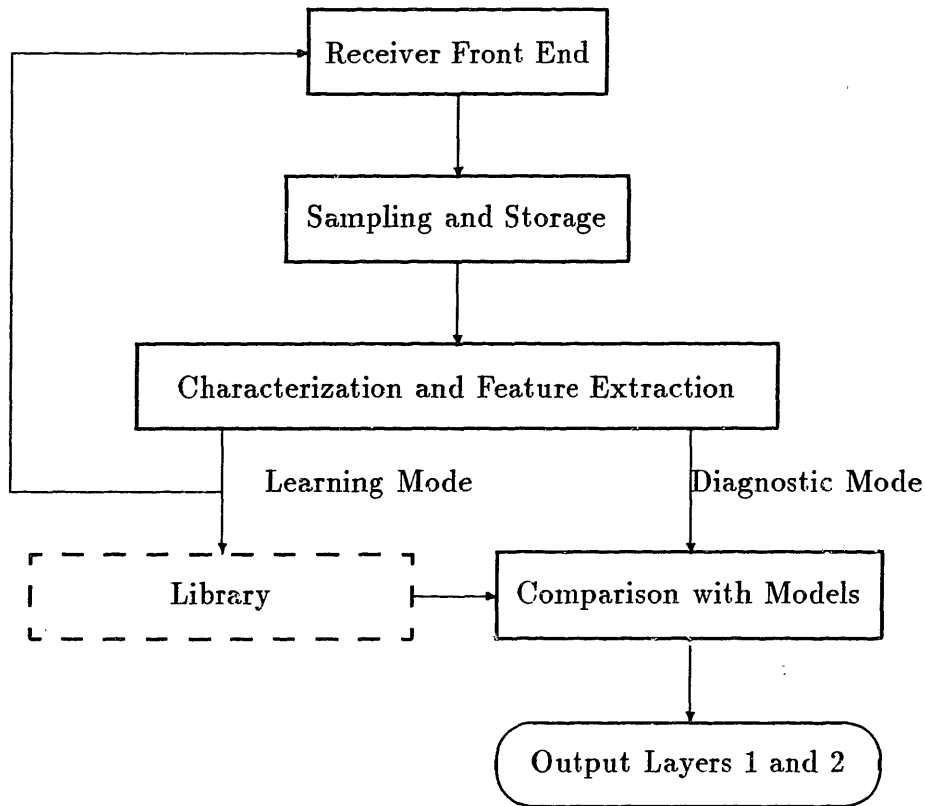 Receiver Front End
Sampling and Storage
Characterization and Feature Extraction
Learning Mode
Diagnostic Mode
Library
Comparison with Models
Output Layers 1 and 2